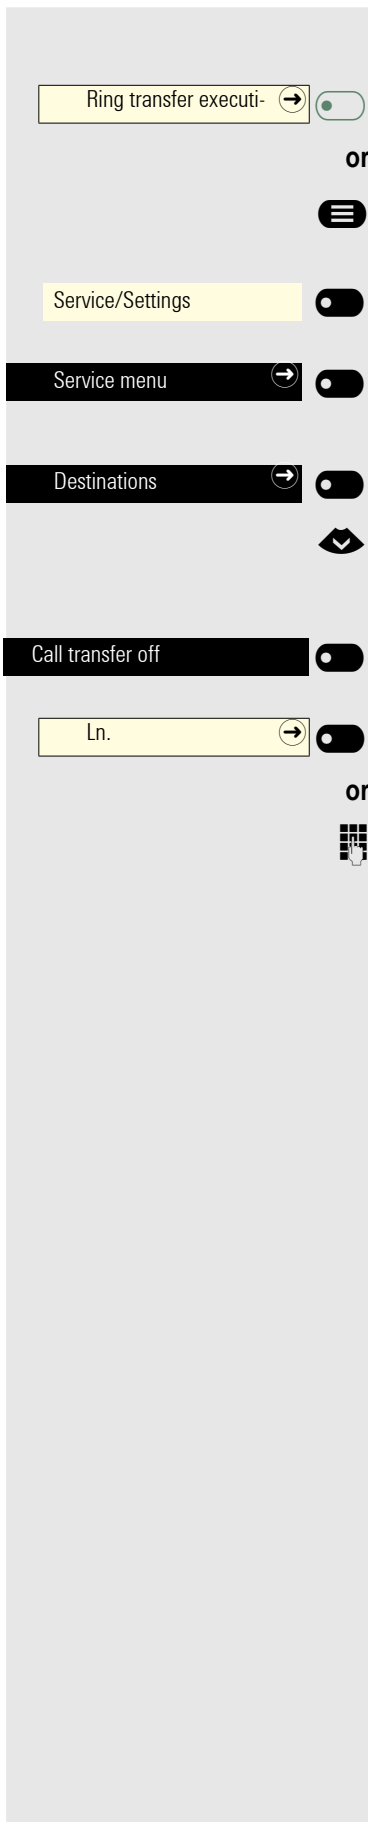 Ring transfer executi-
or
Service/Settings
Service menu
Destinations
Call transfer off
Ln.
or